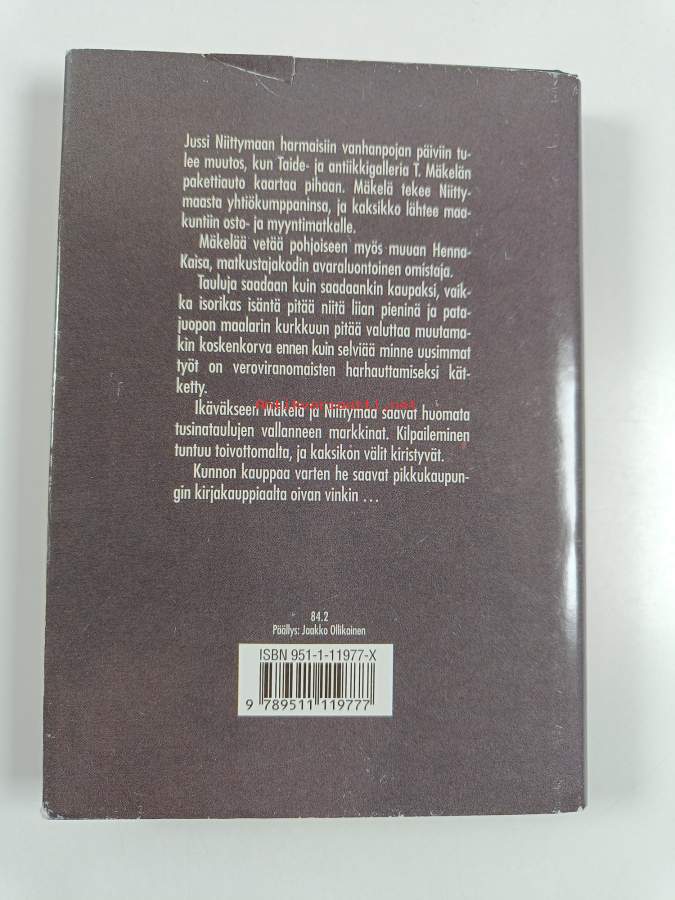 Jussi Niittymaan harmaisiin vanhanpojan päiviin tu-
lee muutos, kun Taide- ja antiikkigalleria T. Mäkelän
pakettiauto kaartaa pihaan. Mäkelä tekee Niitty-
maasta yhtiökumppaninsa, ja kaksikko lähtee maa-
kuntiin osto- ja myyntimatkalle.
Mäkelää vetää pohjoiseen myös muuan Henna-
Kaisa, matkustajakodin avaraluontoinen omistaja.
Tauluja saadaan kuin saadaankin kaupaksi, vaik-
ka isorikas isäntä pitää niitä liian pieninä ja pata-
juopon maalarin kurkkuun pitää valuttaa muutama-
kin koskenkorva ennen kuin selviää minne uusimmat
työt on veroviranomaisten harhauttamiseksi kät-
ketty.
Ikäväkseen Mäkelä ja Niittymaa saavat huomata
tusinataulujen vallanneen markkinat. Kilpaileminen
tuntuu toivottomalta, ja kaksikon välit kiristyvät.
Kunnon kauppaa varten he saavat pikkukaupun-
gin kirjakauppiaalta oivan vinkin ...
84.2
Päällys: Jaakko Ollikainen
ISBN 951-1-11977-X
9 789511 119777